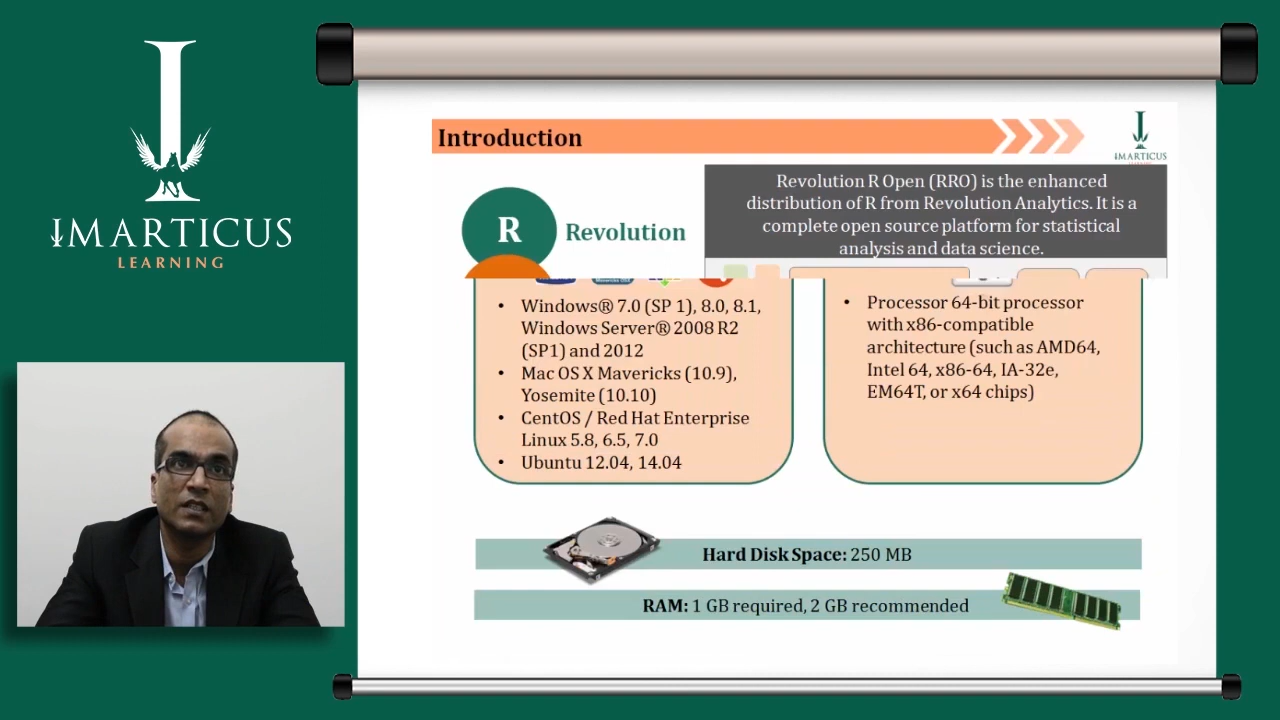 IMARTICUS
LEARNING
Introduction
IMARTICUS
R
Revolution
Revolution R Open (RRO) is the enhanced
distribution of R from Revolution Analytics. It is a
complete open source platform for statistical
analysis and data science.
• Windows® 7.0 (SP 1), 8.0, 8.1,
Windows Server® 2008 R2
(SP1) and 2012
• Mac OS X Mavericks (10.9),
Yosemite (10.10)
• CentOS / Red Hat Enterprise
Linux 5.8, 6.5, 7.0
• Ubuntu 12.04, 14.04
• Processor 64-bit processor
with x86-compatible
architecture (such as AMD64,
Intel 64, x86-64, IA-32e,
EM64T, or x64 chips)
Hard Disk Space: 250 MB
RAM: 1 GB required, 2 GB recommended